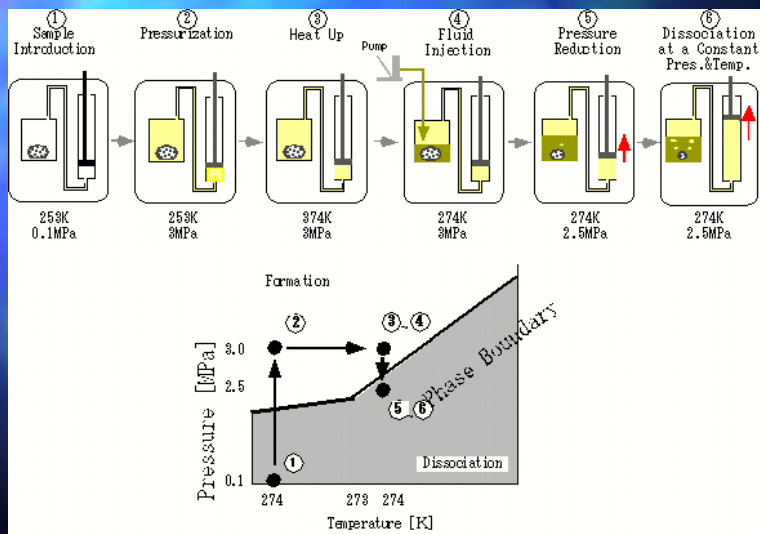 ① ② ③ ④ ⑤ ⑥
Sample Introduction
Pressurization
Heat Up
Pump
Fluid Injection
Pressure Reduction
Dissociation at a Constant Pres.&Temp.
253K
0.1MPa
253K
3MPa
374K
3MPa
274K
3MPa
274K
2.5MPa
274K
2.5MPa
Formation
② ③、④
3.0
2.5
⑤、⑥
Phase Boundary
Pressure [MPa]
①
Dissociation
0.1
274 273 274
Temperature [K]